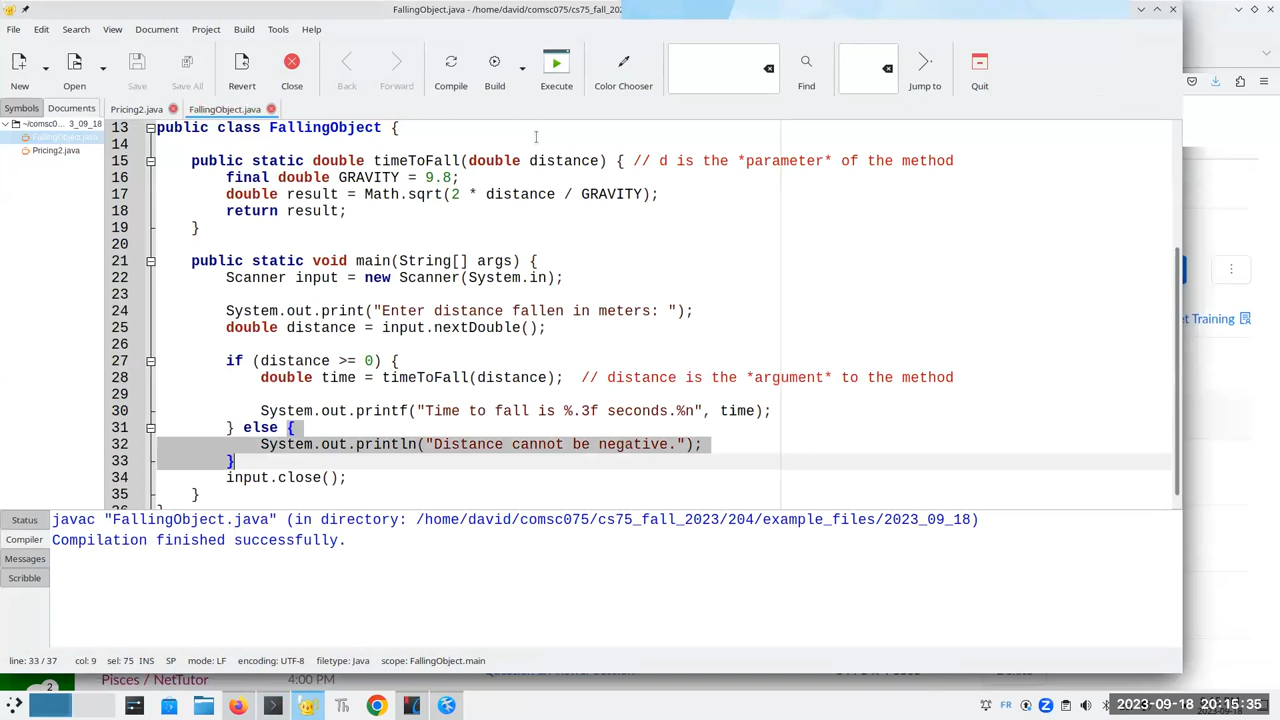 FallingObject.java - /home/david/comsc075/cs75_fall_202
File Edit Search View Document Project Build Tools Help
New Open Save Save All Revert Close Back Forward Compile Build Execute Color Chooser Find Jump to Quit
Symbols Documents Pricing2.java FallingObject.java
~/comsc0... 3_09_18
FallingObject.java
Pricing2.java
13 public class FallingObject {
14
15 public static double timeToFall(double distance) { // d is the *parameter* of the method
16 final double GRAVITY = 9.8;
17 double result = Math.sqrt(2 * distance / GRAVITY);
18 return result;
19 }
20
21 public static void main(String[] args) {
22 Scanner input = new Scanner(System.in);
23
24 System.out.print("Enter distance fallen in meters: ");
25 double distance = input.nextDouble();
26
27 if (distance >= 0) {
28 double time = timeToFall(distance);  // distance is the *argument* to the method
29
30 System.out.printf("Time to fall is %.3f seconds.%n", time);
31 } else {
32 System.out.println("Distance cannot be negative.");
33 }
34 input.close();
35 }
et Training
Status
Compiler
Messages
Scribble
javac "FallingObject.java" (in directory: /home/david/comsc075/cs75_fall_2023/204/example_files/2023_09_18)
Compilation finished successfully.
line: 33 / 37 col: 9 sel: 75 INS SP mode: LF encoding: UTF-8 filetype: Java scope: FallingObject.main
2
Pisces / NetTutor 4:00 PM
FR
2023-09-18 20:15:35